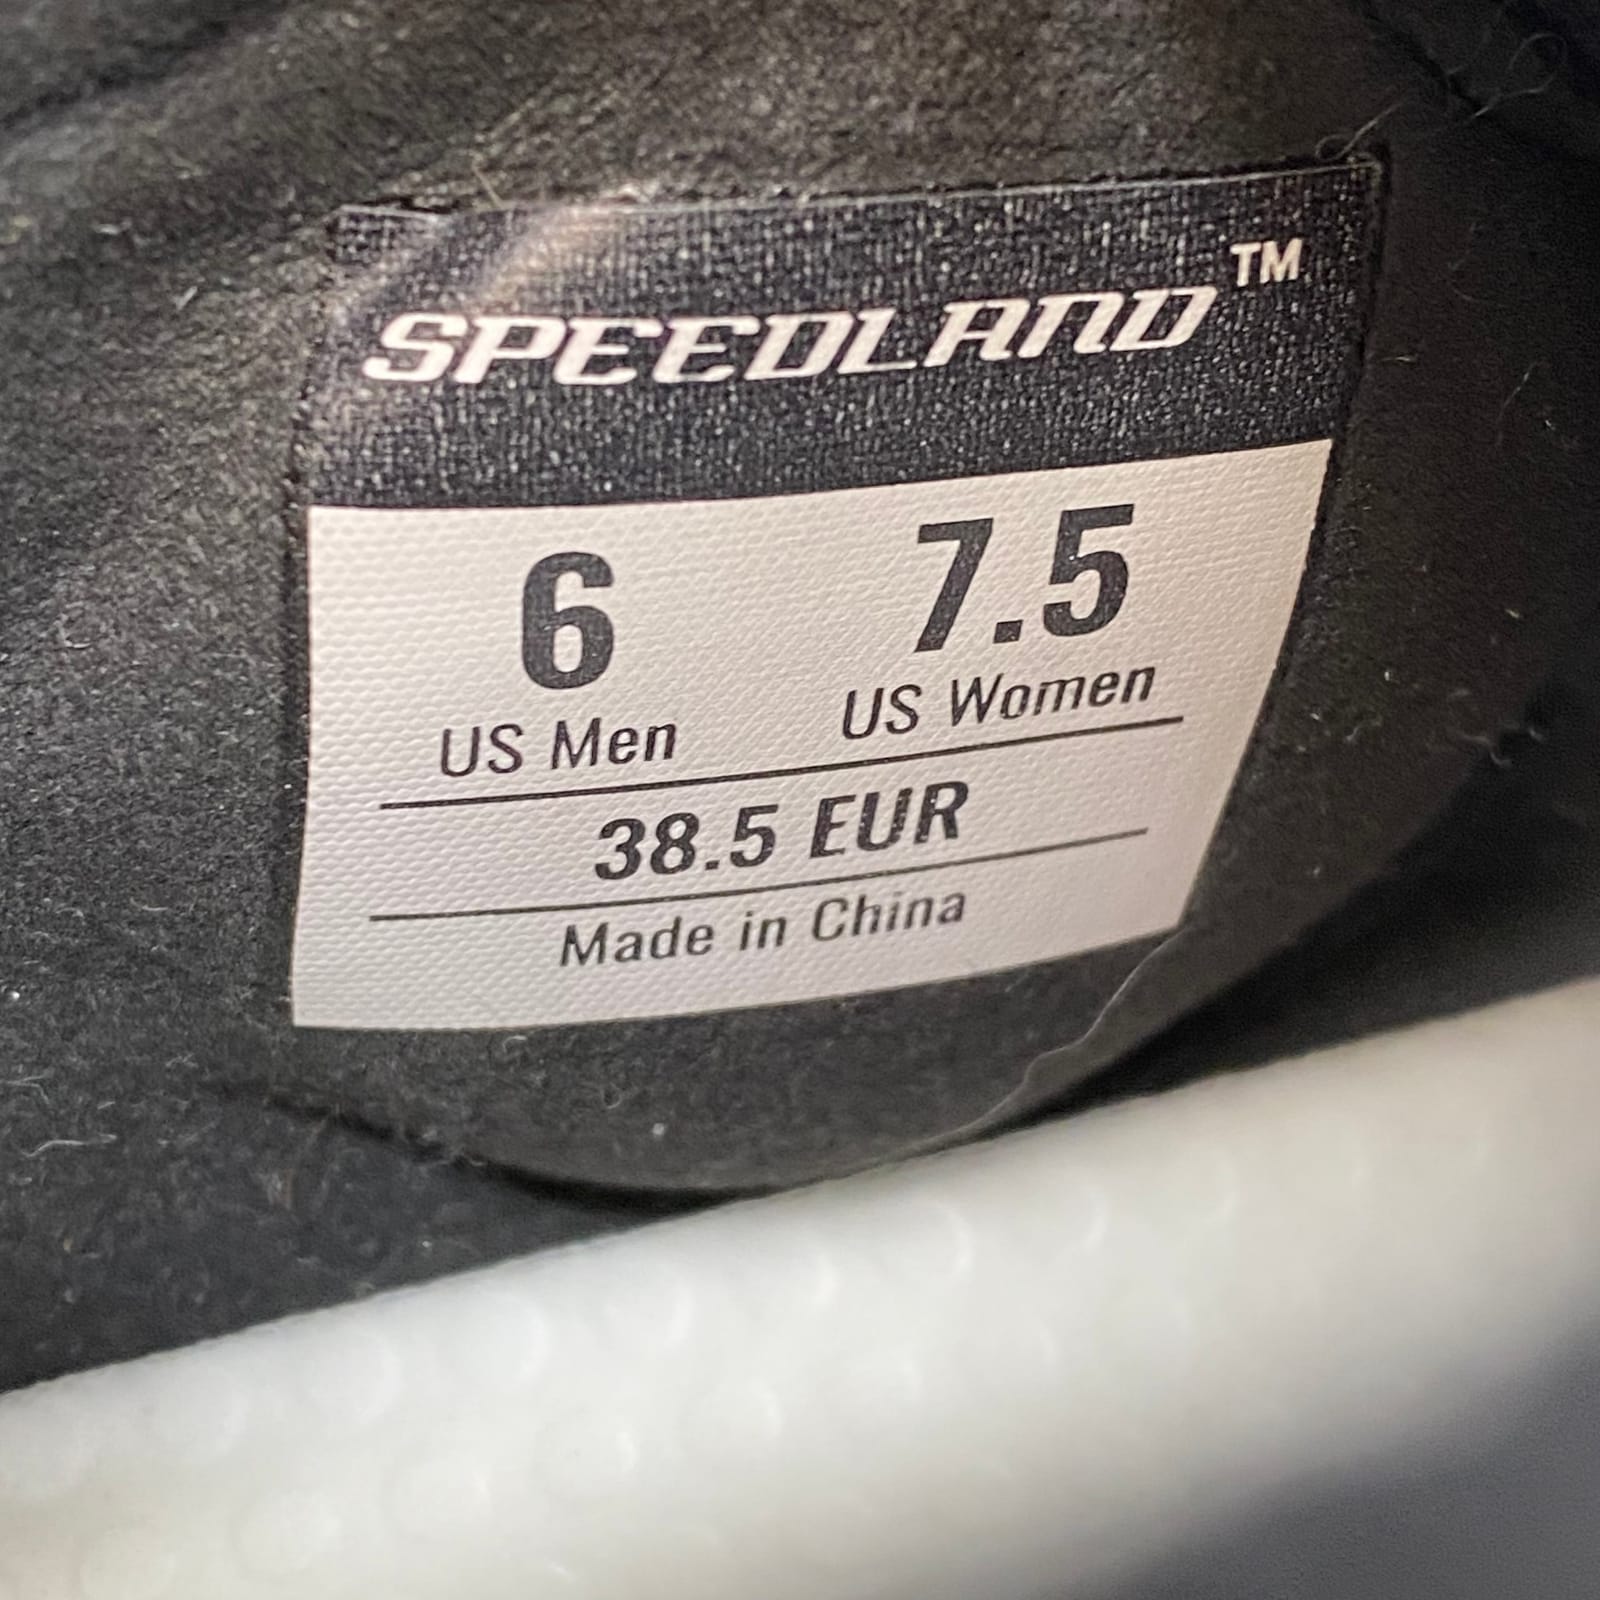 SPEEDLAND™
6 7.5
US Men US Women
38.5 EUR
Made in China